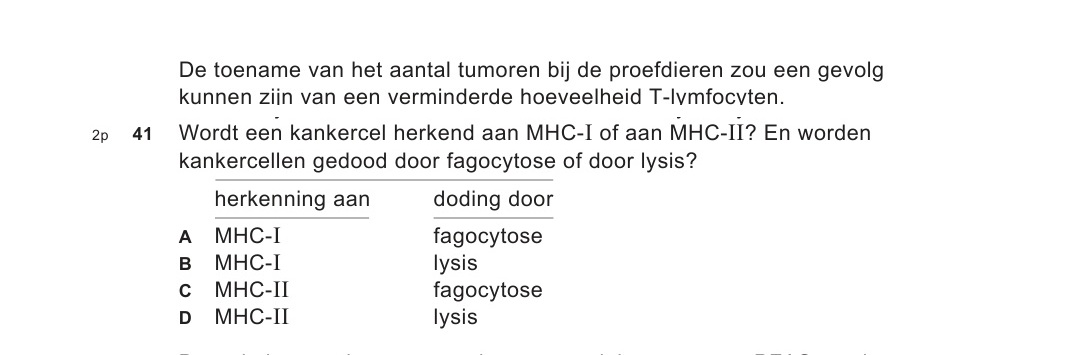 De toename van het aantal tumoren bij de proefdieren zou een gevolg
kunnen zijn van een verminderde hoeveelheid T-lymfocyten.
2p 41 Wordt een kankercel herkend aan MHC-I of aan MHC-II? En worden
kankercellen gedood door fagocytose of door lysis?
herkenning aan doding door
A MHC-I fagocytose
B MHC-I lysis
C MHC-II fagocytose
D MHC-II lysis